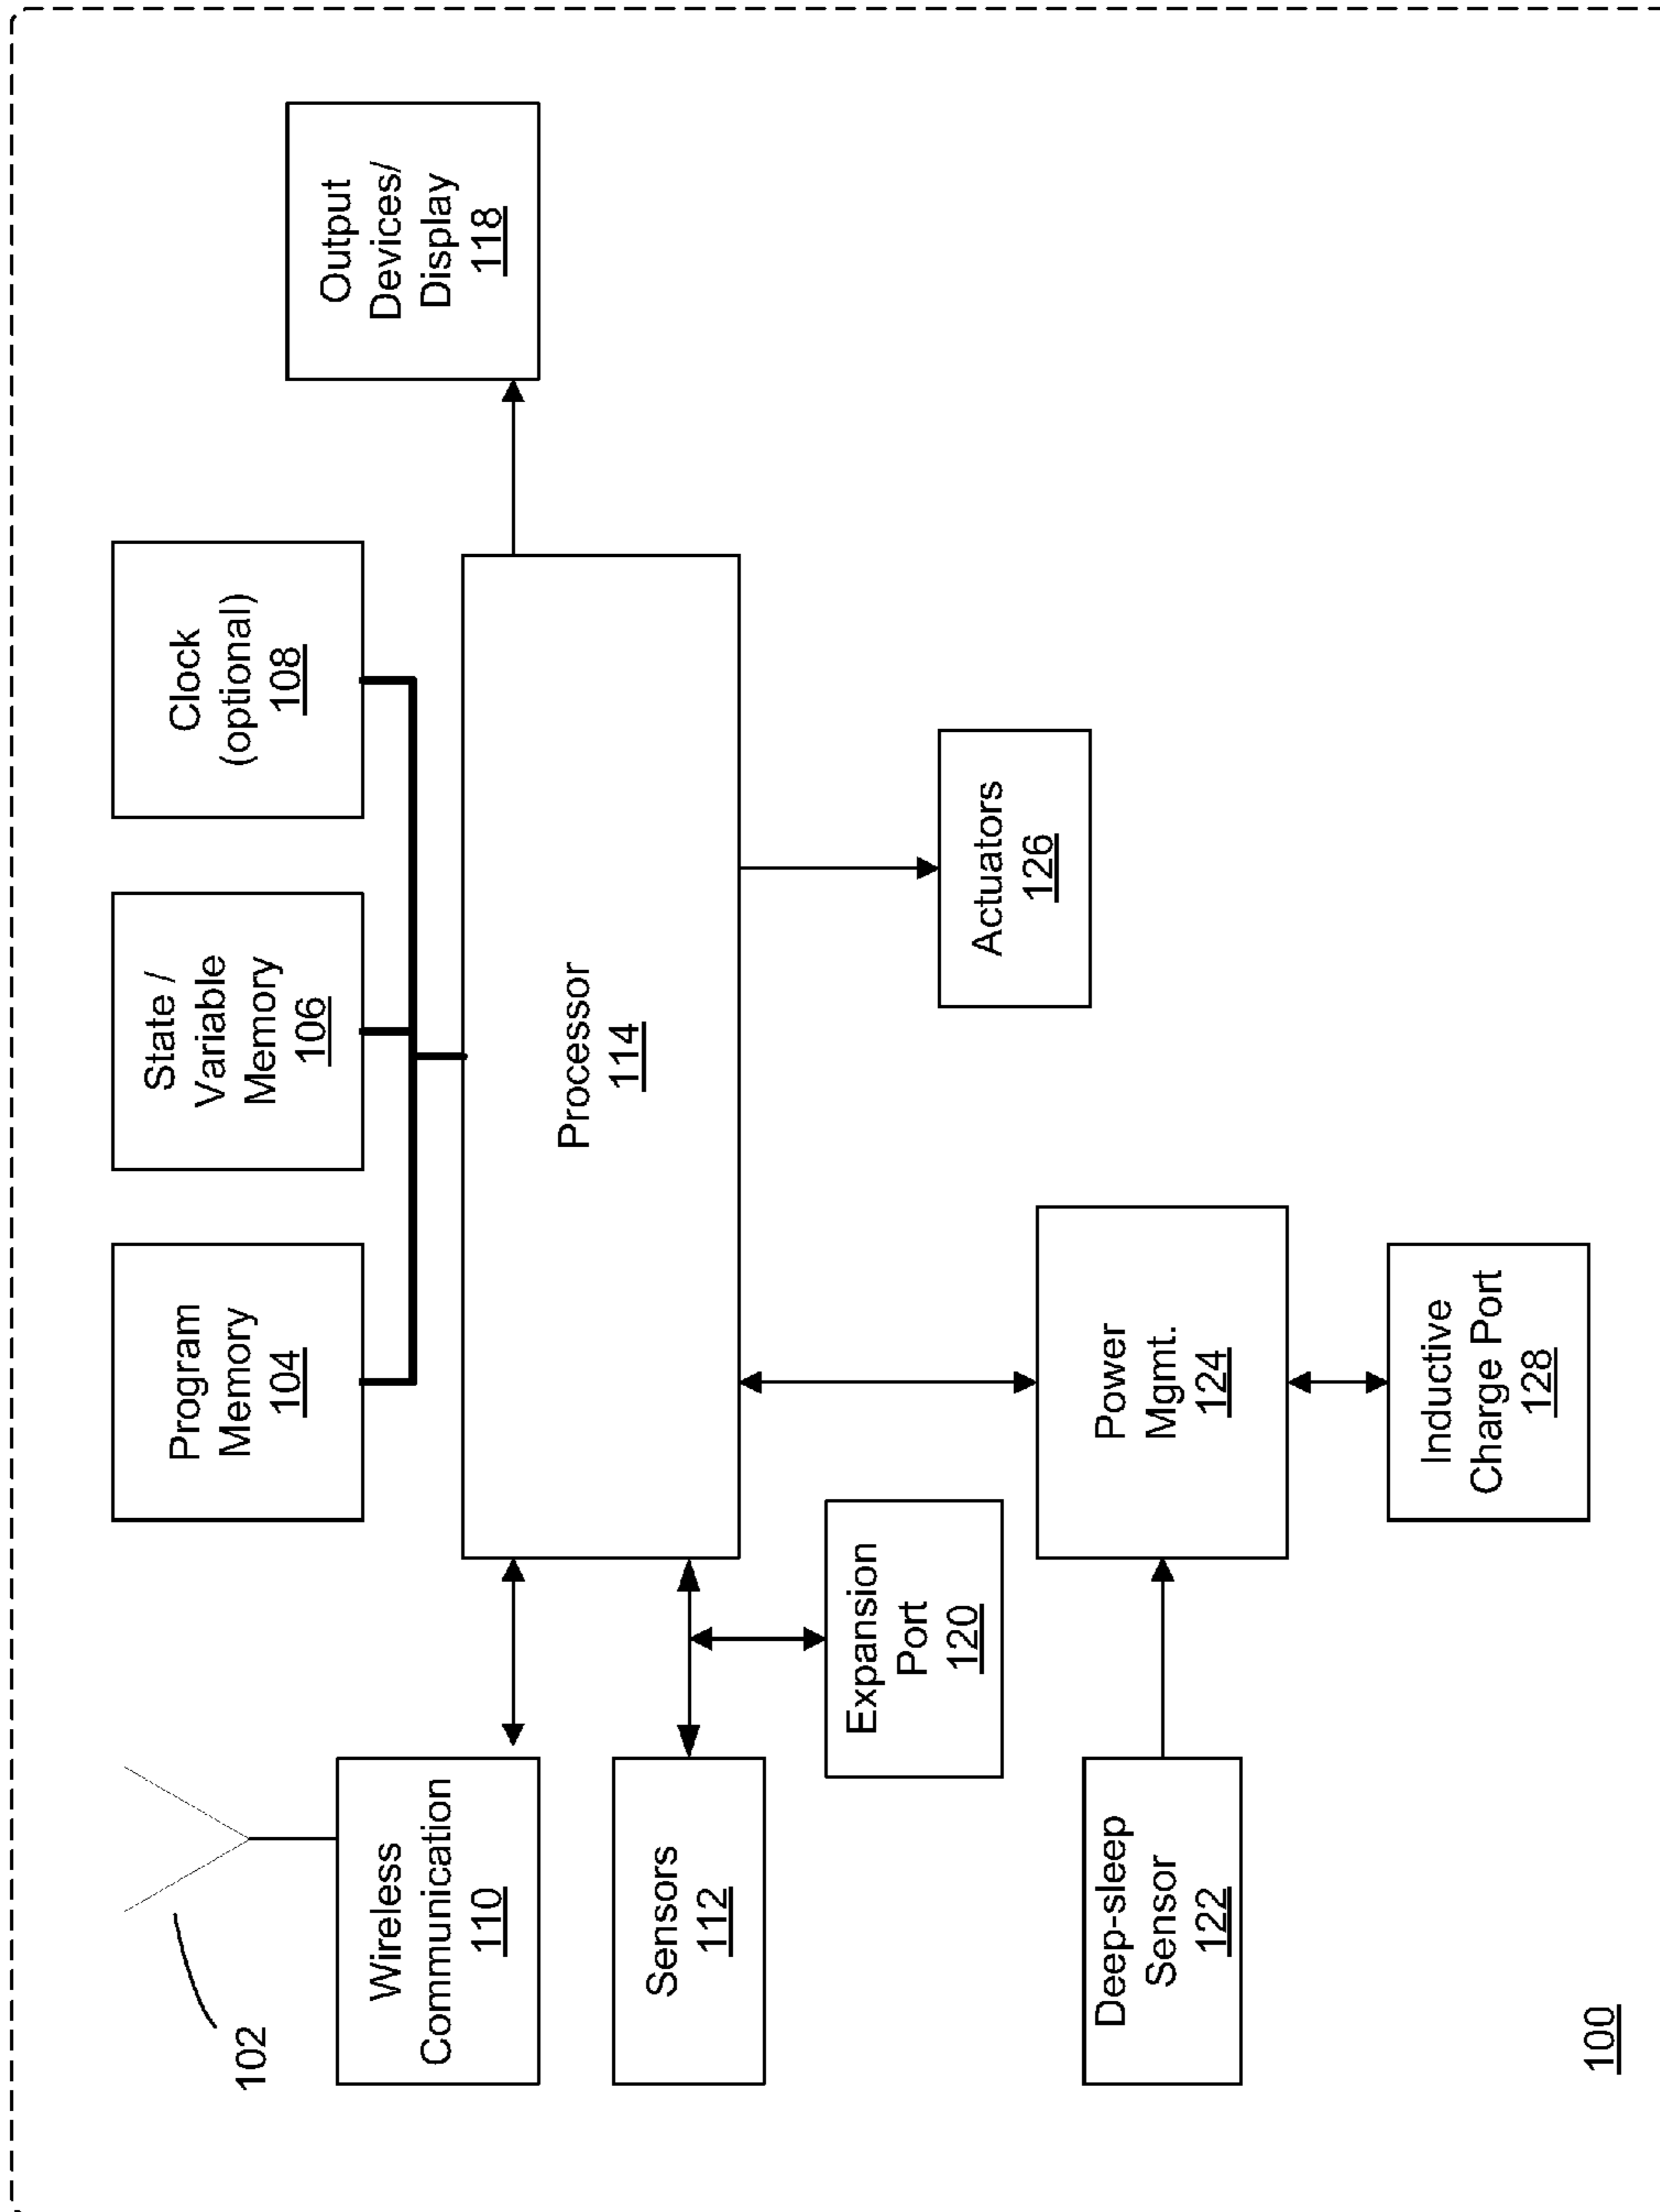 Program
Memory
104
State /
Variable
Memory
106
Clock
(optional)
108
102
Wireless
Communication
110
Output
Devices/
Display
118
Processor
114
Sensors
112
Expansion
Port
120
Actuators
126
Deep-sleep
Sensor
122
Power
Mgmt.
124
Inductive
Charge Port
128
100